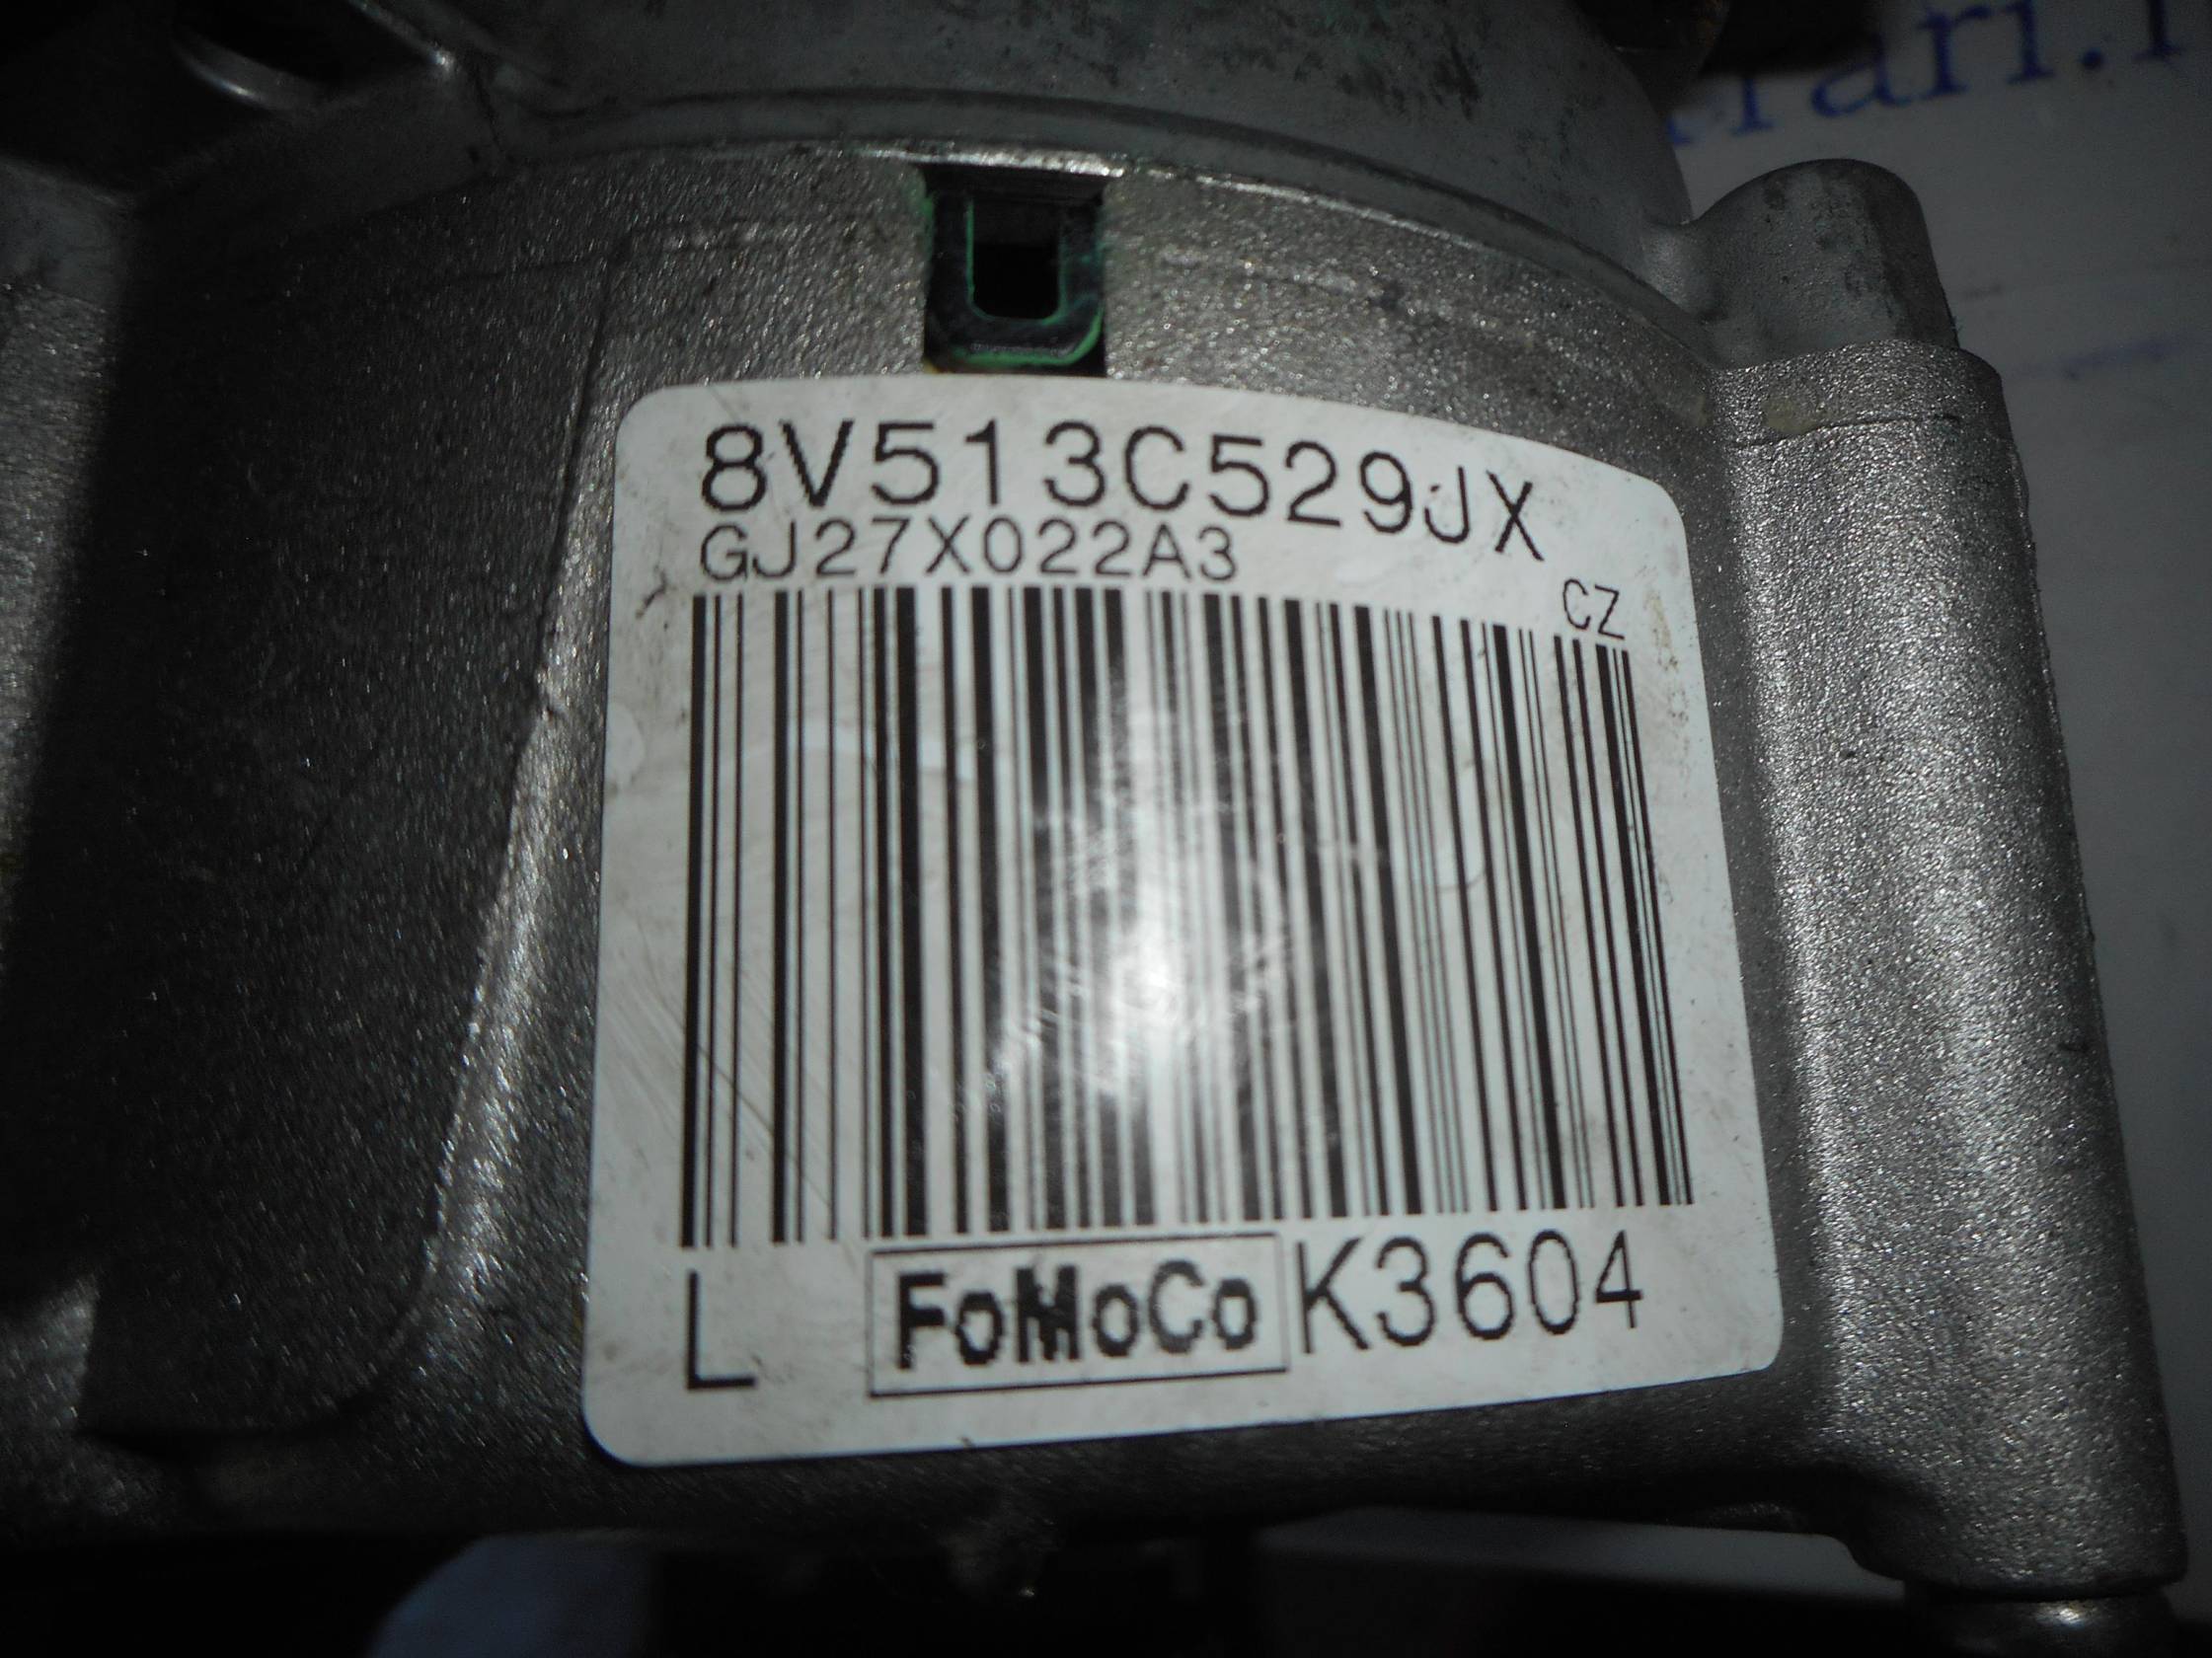 8V513C529JX
GJ27X022A3
CZ
L FoMoCo K3604